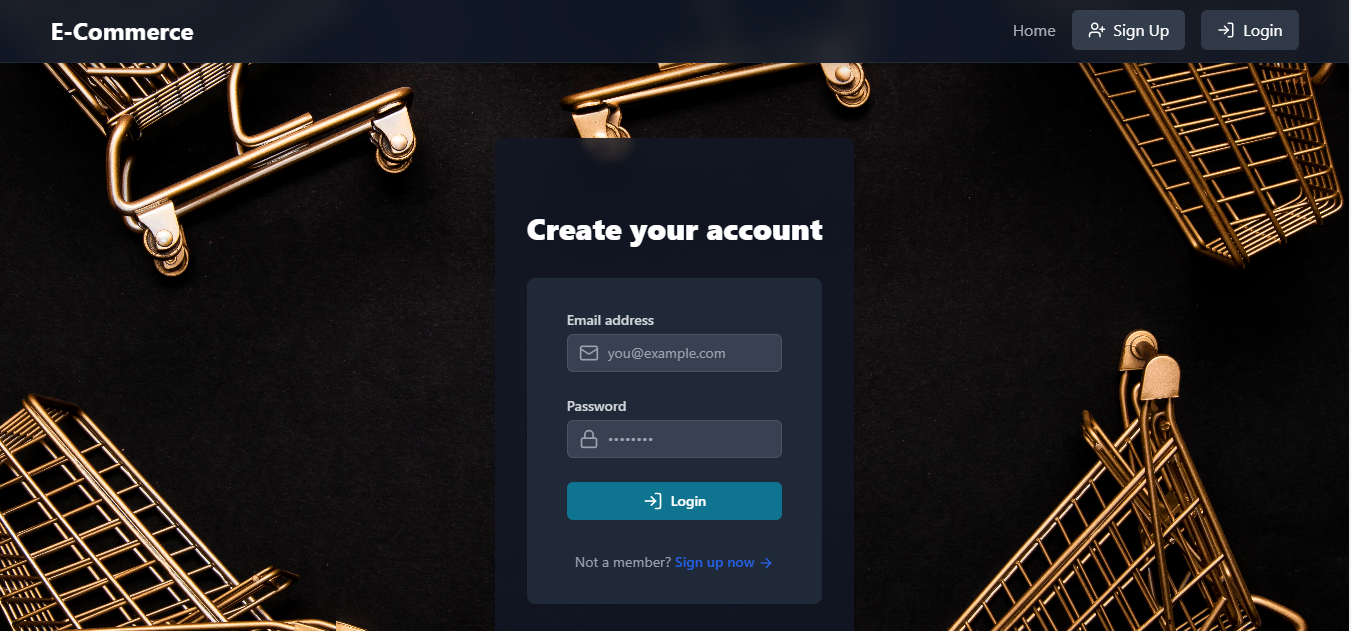 E-Commerce
Home
Sign Up
Login
Create your account
Email address
you@example.com
Password
••••••••
Login
Not a member? Sign up now →